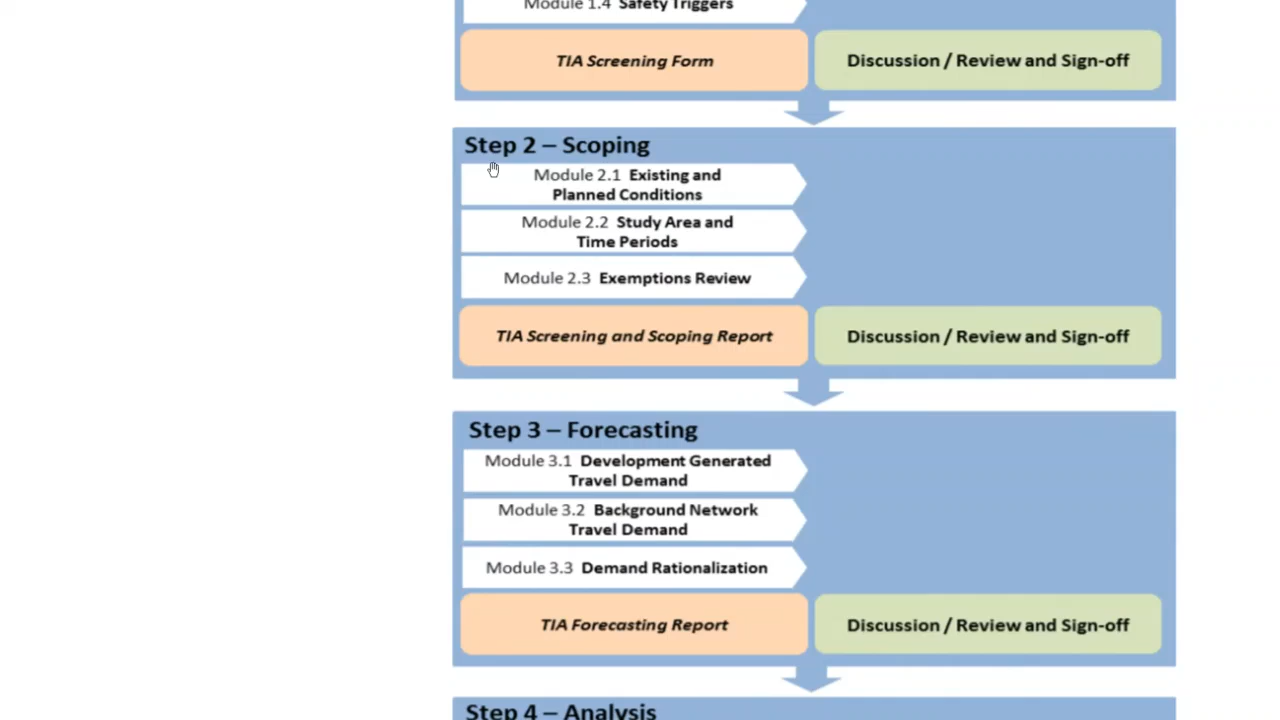 Module 1.4 Safety Triggers
TIA Screening Form
Discussion / Review and Sign-off
Step 2 – Scoping
Module 2.1 Existing and
Planned Conditions
Module 2.2 Study Area and
Time Periods
Module 2.3 Exemptions Review
TIA Screening and Scoping Report
Discussion / Review and Sign-off
Step 3 – Forecasting
Module 3.1 Development Generated
Travel Demand
Module 3.2 Background Network
Travel Demand
Module 3.3 Demand Rationalization
TIA Forecasting Report
Discussion / Review and Sign-off
Step 4 – Analysis